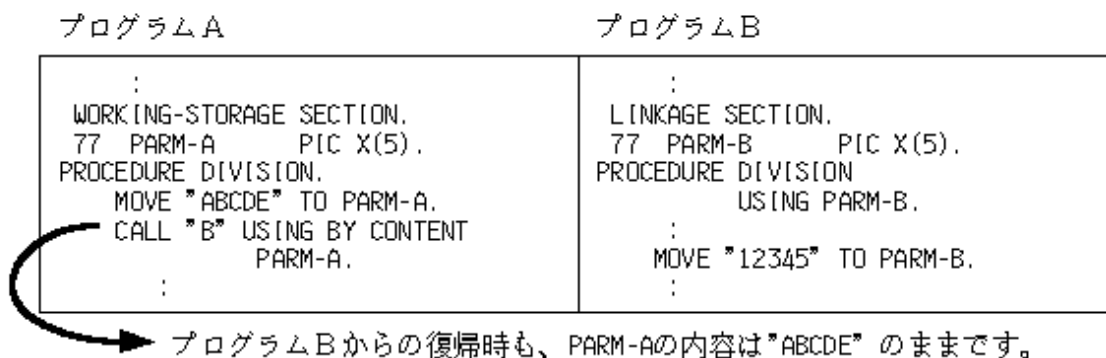 プログラムA
:
WORKING-STORAGE SECTION.
77 PARM-A PIC X(5).
PROCEDURE DIVISION.
MOVE "ABCDE" TO PARM-A.
CALL "B" USING BY CONTENT
PARM-A.
:
プログラムB
:
LINKAGE SECTION.
77 PARM-B PIC X(5).
PROCEDURE DIVISION
USING PARM-B.
:
MOVE "12345" TO PARM-B.
:
プログラムBからの復帰時も、PARM-Aの内容は"ABCDE" のままです。